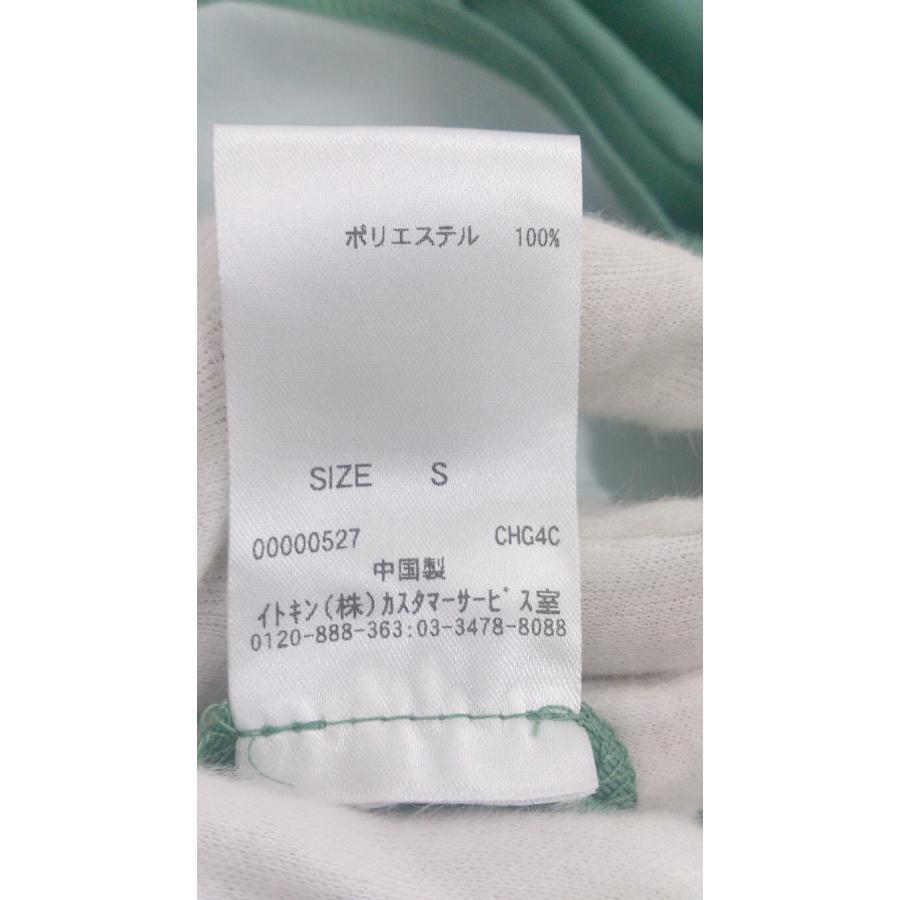 ポリエステル 100%
SIZE S
00000527 CHG4C
中国製
イトキン(株)カスタマーサービス室
0120-888-363:03-3478-8088